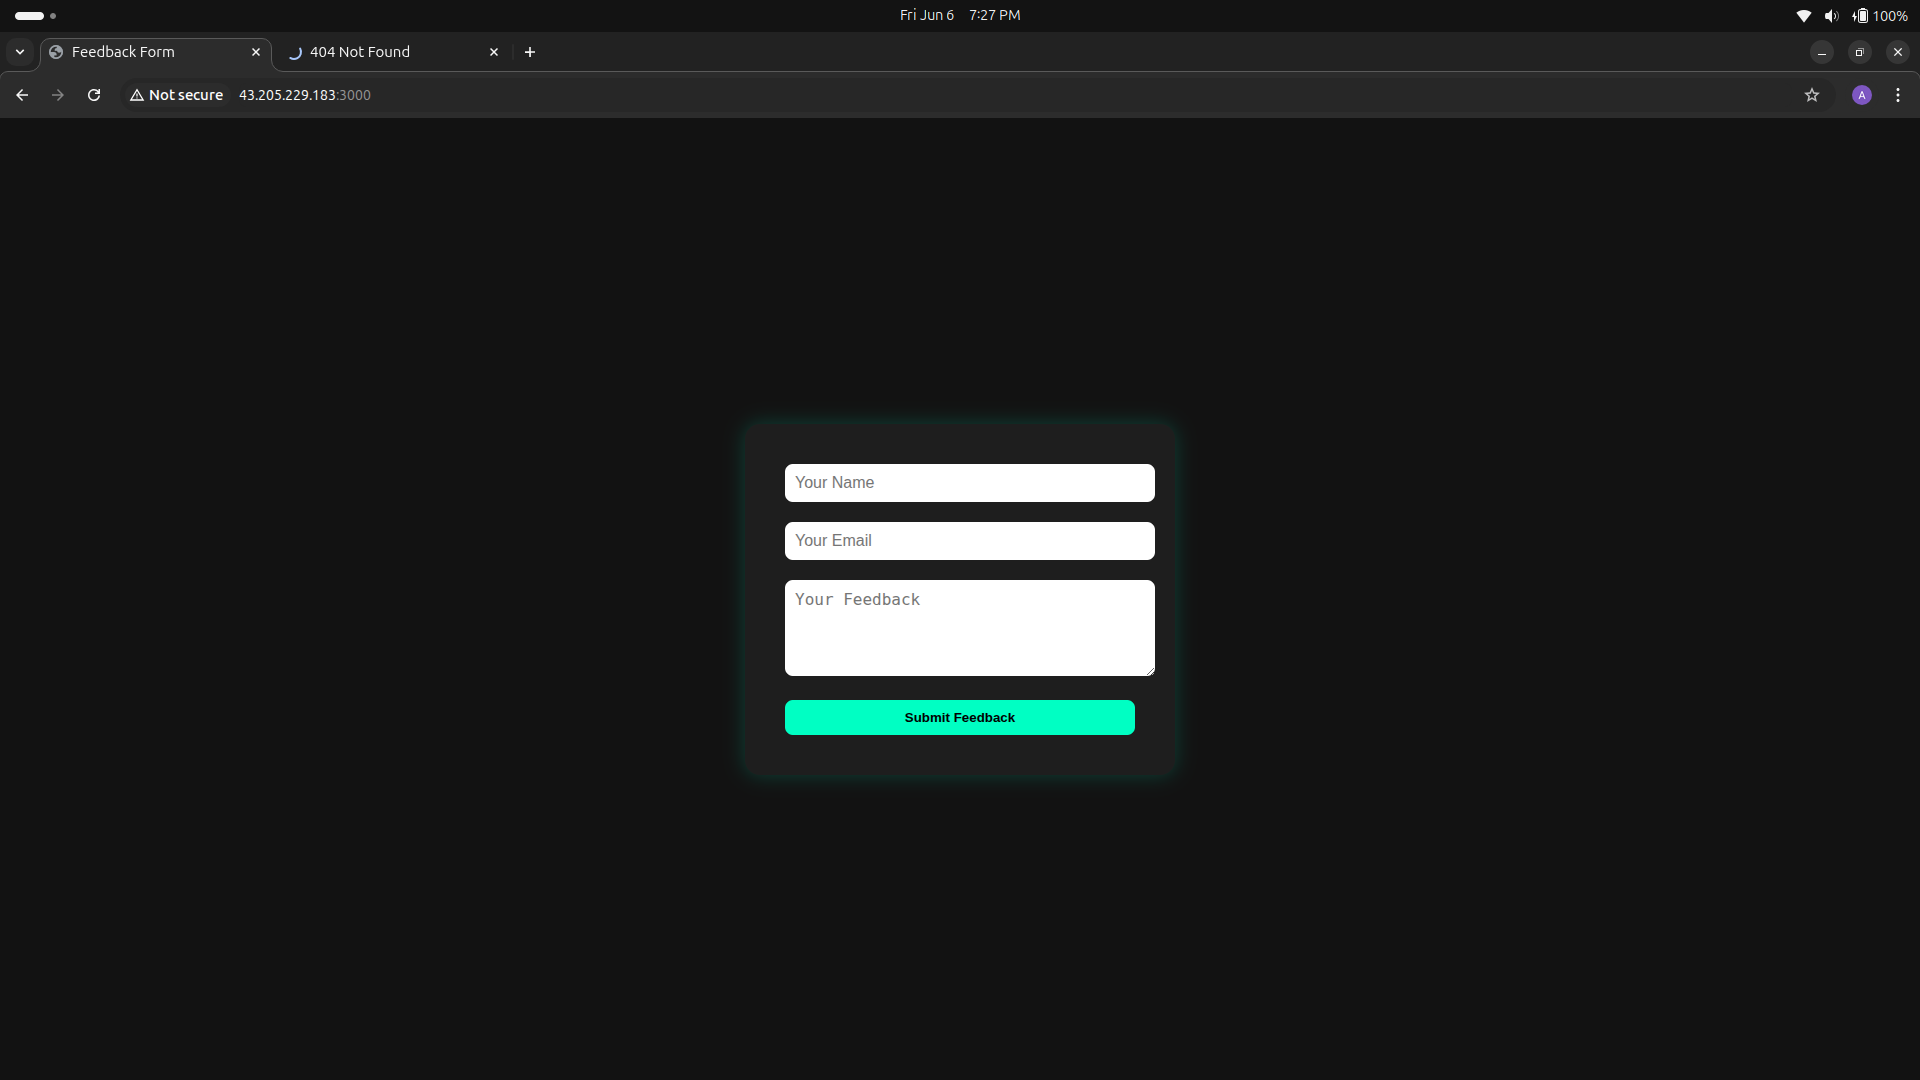 Fri Jun 6 7:27 PM
100%
Feedback Form
404 Not Found
Not secure
43.205.229.183:3000
A
Your Name
Your Email
Your Feedback
Submit Feedback